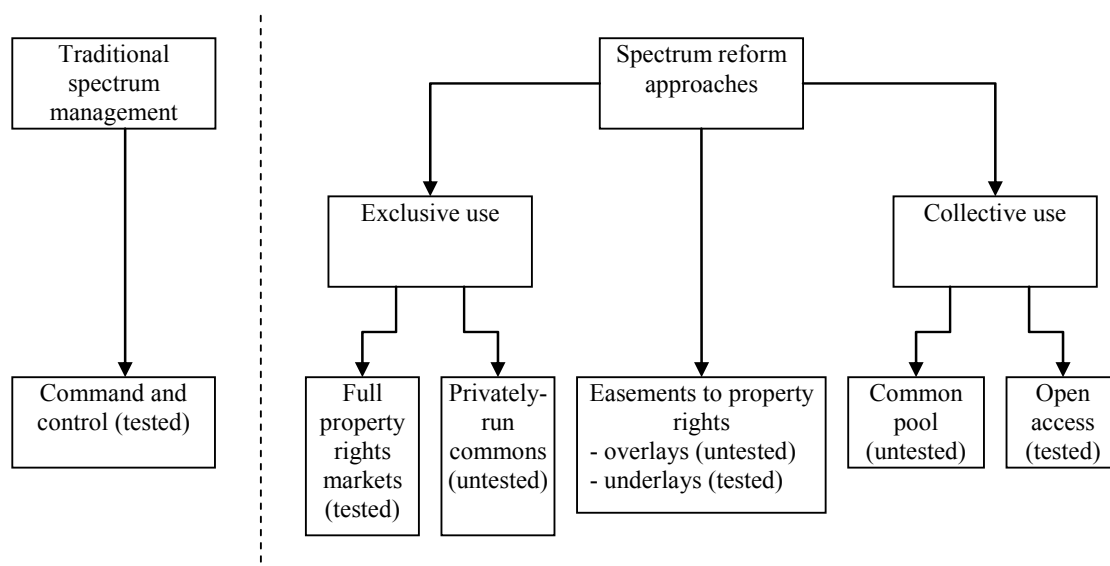 Traditional
spectrum
management
Spectrum reform
approaches
Exclusive use
Collective use
Command and
control (tested)
Full
property
rights
markets
(tested)
Privately-
run
commons
(untested)
Easements to property
rights
- overlays (untested)
- underlays (tested)
Common
pool
(untested)
Open
access
(tested)